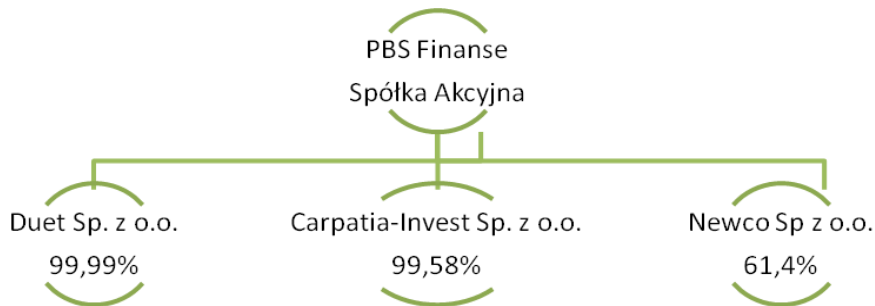 PBS Finanse
Spółka Akcyjna
Duet Sp. z o.o.
99,99%
Carpatia-Invest Sp. z o.o.
99,58%
Newco Sp z o.o.
61,4%